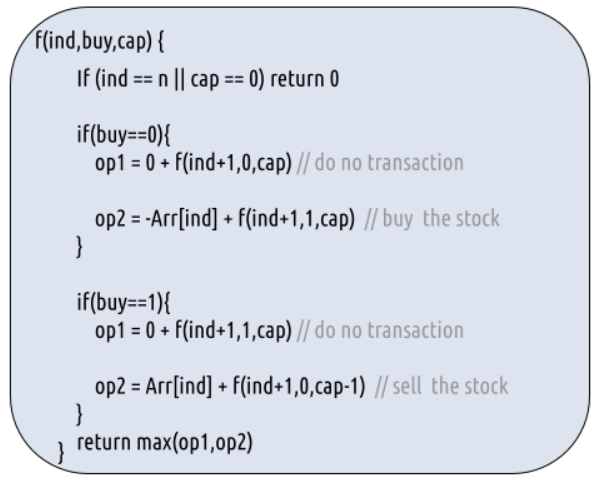 f(ind,buy,cap) {
If (ind == n || cap == 0) return 0
if(buy==0){
op1 = 0 + f(ind+1,0,cap) // do no transaction
op2 = -Arr[ind] + f(ind+1,1,cap) // buy the stock
}
if(buy==1){
op1 = 0 + f(ind+1,1,cap) // do no transaction
op2 = Arr[ind] + f(ind+1,0,cap-1) // sell the stock
}
return max(op1,op2)
}